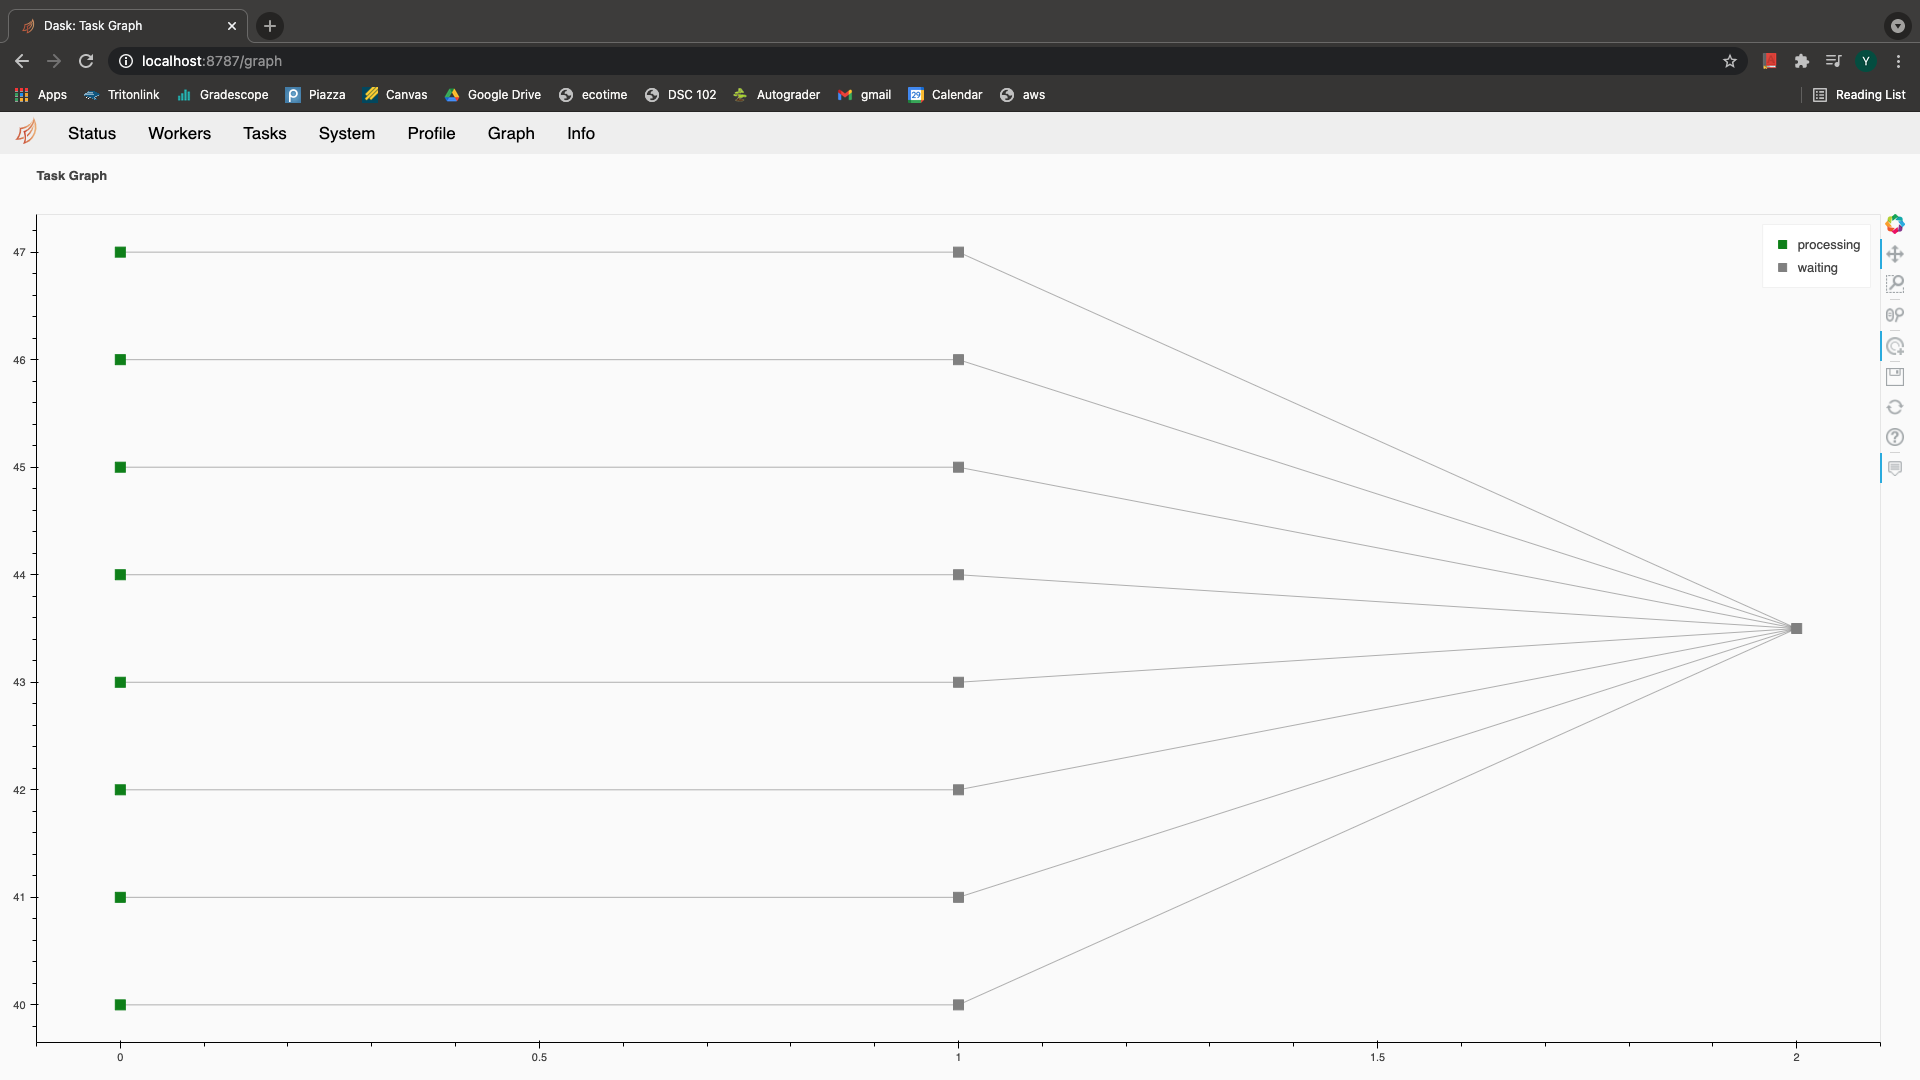 Dask: Task Graph
localhost:8787/graph
Y
Apps Tritonlink Gradescope Piazza Canvas Google Drive ecotime DSC 102 Autograder gmail 29 Calendar aws Reading List
Status Workers Tasks System Profile Graph Info
Task Graph
processing
waiting
47
46
45
44
43
42
41
40
0 0.5 1 1.5 2